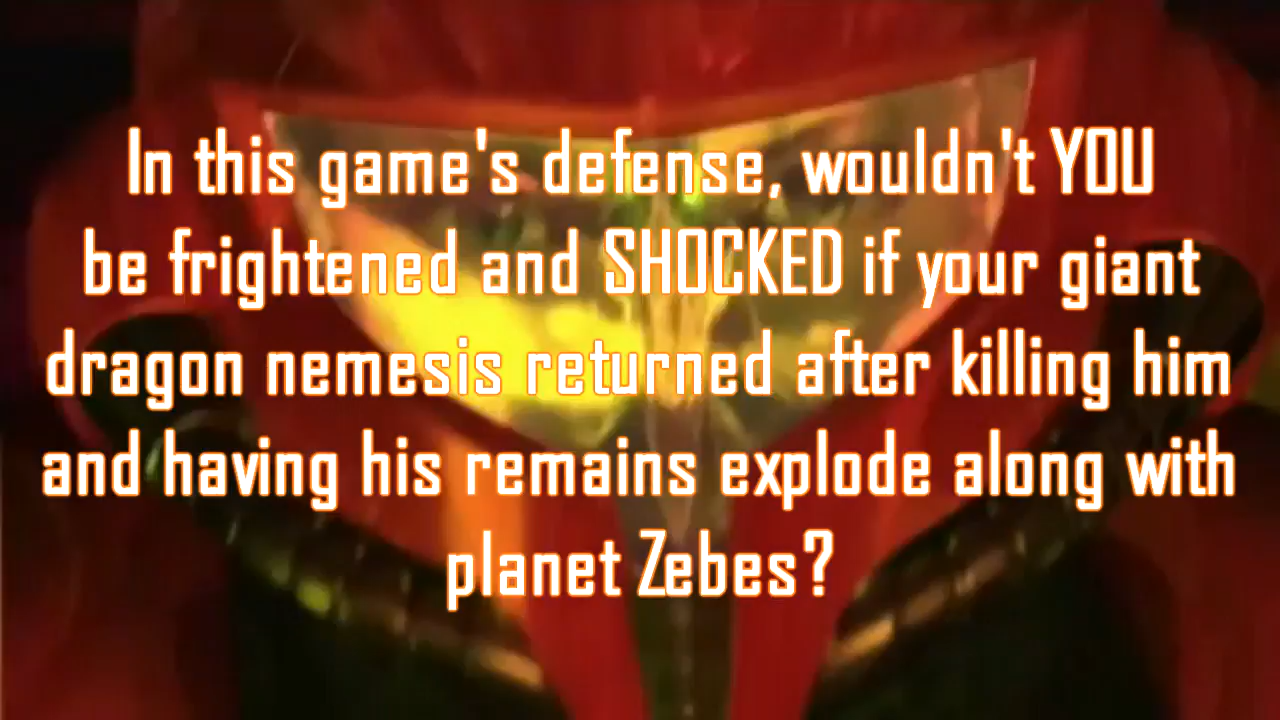 In this game's defense, wouldn't YOU
be frightened and SHOCKED if your giant
dragon nemesis returned after killing him
and having his remains explode along with
planet Zebes?